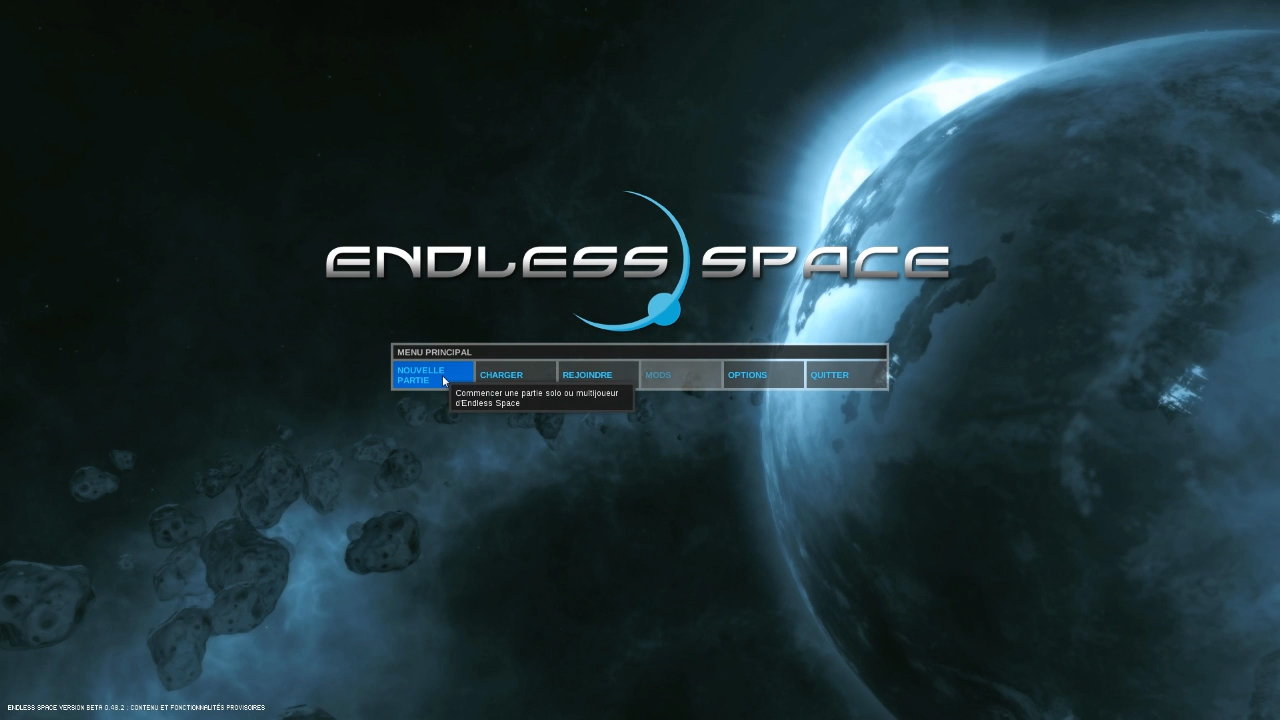 ENDLESS SPACE
MENU PRINCIPAL
NOUVELLE
PARTIE
CHARGER
REJOINDRE
MODS
OPTIONS
QUITTER
Commencer une partie solo ou multijoueur
d'Endless Space
ENDLESS SPACE VERSION BETA 0.48.2 : CONTENU ET FONCTIONNALITÉS PROVISOIRES